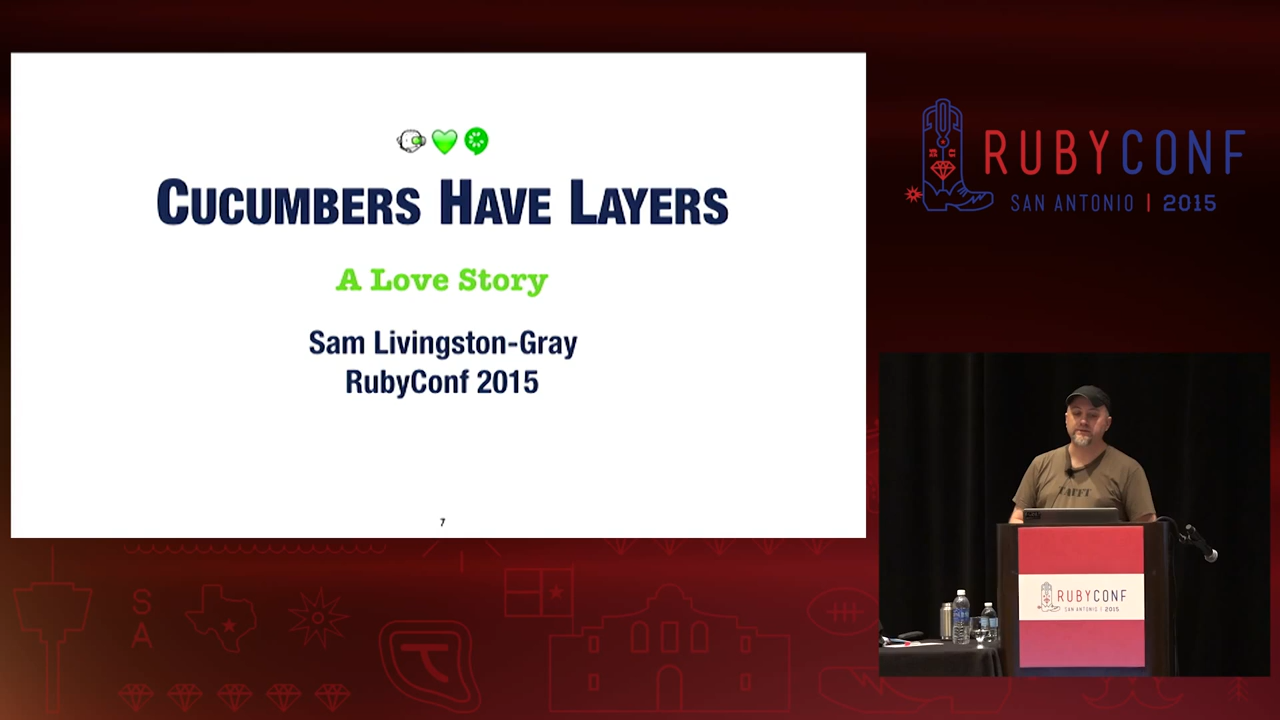 CUCUMBERS HAVE LAYERS
A Love Story
Sam Livingston-Gray
RubyConf 2015
7
RUBYCONF
SAN ANTONIO | 2015
RUBYCONF
SAN ANTONIO | 2015
S
A